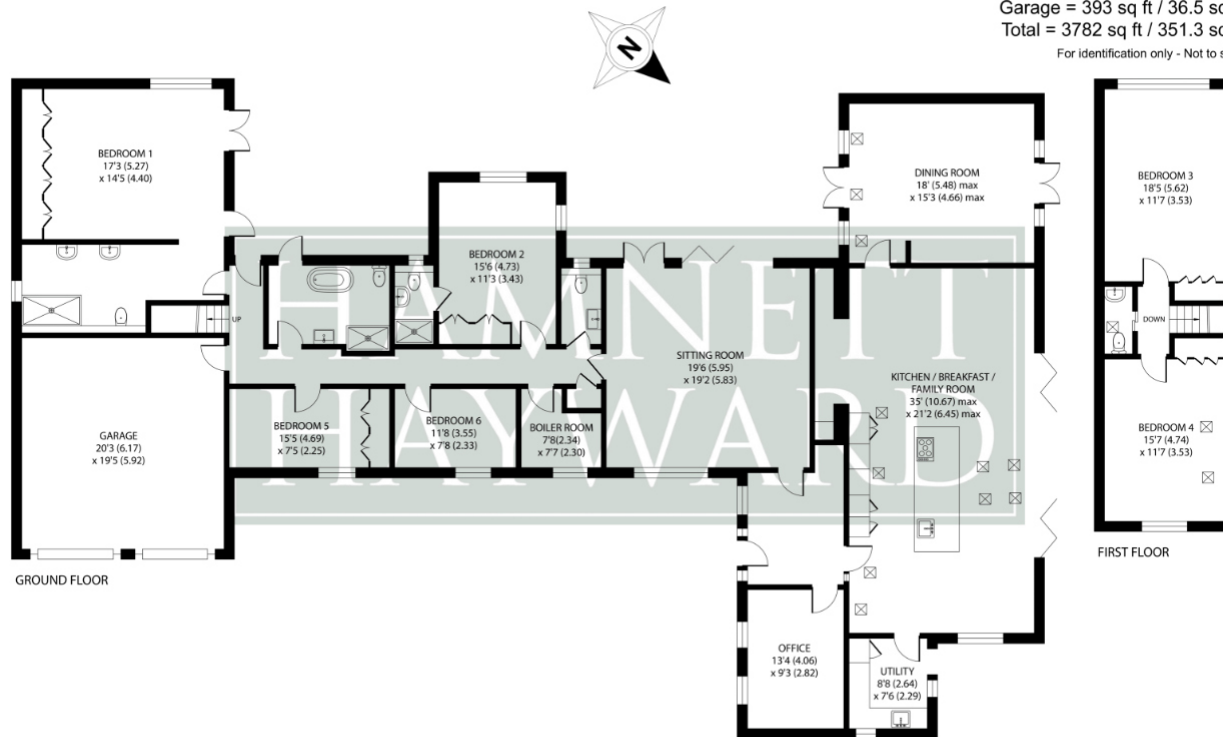 Garage = 393 sq ft / 36.5 sq
Total = 3782 sq ft / 351.3 sq
For identification only - Not to s
N
BEDROOM 1
17'3 (5.27)
x 14'5 (4.40)
BEDROOM 2
15'6 (4.73)
x 11'3 (3.43)
DINING ROOM
18' (5.48) max
x 15'3 (4.66) max
BEDROOM 3
18'5 (5.62)
x 11'7 (3.53)
UP
DOWN
HAMNETT
HAYWARD
SITTING ROOM
19'6 (5.95)
x 19'2 (5.83)
KITCHEN / BREAKFAST /
FAMILY ROOM
35' (10.67) max
x 21'2 (6.45) max
GARAGE
20'3 (6.17)
x 19'5 (5.92)
BEDROOM 5
15'5 (4.69)
x 7'5 (2.25)
BEDROOM 6
11'8 (3.55)
x 7'8 (2.33)
BOILER ROOM
7'8(2.34)
x 7'7 (2.30)
BEDROOM 4
15'7 (4.74)
x 11'7 (3.53)
FIRST FLOOR
GROUND FLOOR
OFFICE
13'4 (4.06)
x 9'3 (2.82)
UTILITY
8'8 (2.64)
x 7'6 (2.29)